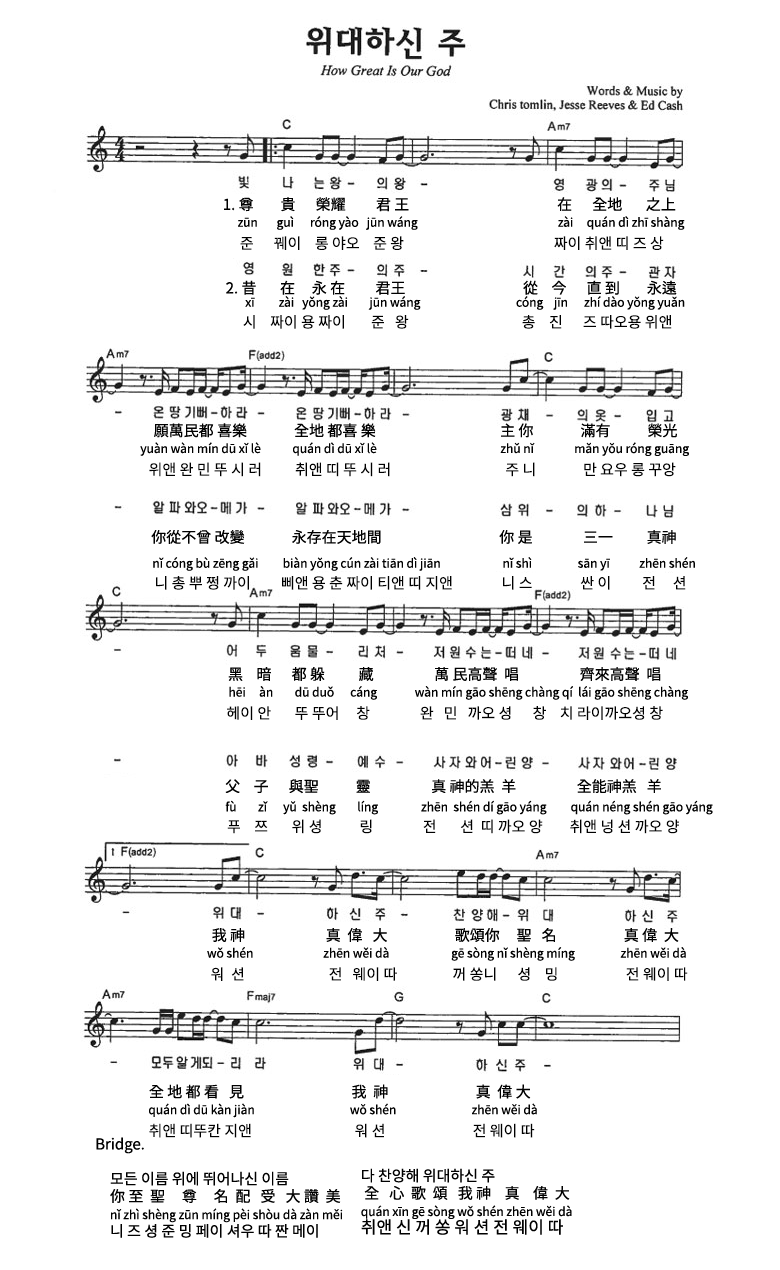 위대하신 주
How Great Is Our God
Words & Music by
Chris tomlin, Jesse Reeves & Ed Cash
C Am7
빛 나 는왕 - 의왕 - 영 광의 - 주님
1. 尊 貴 榮耀 君王 在 全地 之上
zūn guì róng yào jūn wáng zài quán dì zhī shàng
준 꿰이 롱 야오 준 왕 짜이 취앤 띠 즈 상
영 원 한주 - 의주 - 시 간 의주 - 관자
2. 昔 在 永在 君王 從 今 直到 永遠
xī zài yǒng zài jūn wáng cóng jīn zhí dào yǒng yuǎn
시 짜이 용 짜이 준 왕 총 진 즈 따오용 위앤
Am7 F(add2) C
- 온 땅 기뻐 - 하 라 - 온 땅 기뻐 - 하 라 - 광 채 - 의 옷 - 입 고
願萬民都 喜樂 全地 都喜 樂 主 你 滿有 榮光
yuàn wàn mín dū xǐ lè quán dì dū xǐ lè zhǔ nǐ mǎn yǒu róng guāng
위앤 완 민 뚜 시 러 취앤 띠 뚜 시 러 주 니 만 요우 롱 꾸앙
- 알 파 와오 - 메 가 - 알 파 와오 - 메 가 - 삼 위 - 의 하 - 나 님
你從不曾 改變 永存在天地間 你 是 三一 真神
nǐ cóng bù zēng gǎi biàn yǒng cún zài tiān dì jiān nǐ shì sān yī zhēn shén
니 총 뿌 쩡 까이 삐앤 용 춘 짜이 티앤 띠 지앤 니 스 싼 이 전 션
C Am7 F(add2)
어 두 움 물 - 리 처 - 저 원 수 는 - 떠 네 - 저 원 수 는 - 떠 네
黑 暗 都 躲 藏 萬 民高聲 唱 齊來高聲 唱
hēi àn dū duǒ cáng wàn mín gāo shēng chàng qí lái gāo shēng chàng
헤이 안 뚜 뚜어 창 완 민 까오 셩 창 치 라이까오셩 창
- 아 바 성 령 - 예 수 - 사 자 와 어 - 린 양 - 사 자 와 어 - 린 양
父 子 與聖 靈 真 神的羔 羊 全能神羔 羊
fù zǐ yǔ shèng líng zhēn shén dí gāo yáng quán néng shén gāo yáng
푸 쯔 위 셩 링 전 션 띠 까오 양 취앤 넝 션 까오 양
1 F(add2) C Am7
- 위 대 - 하 신 주 - 찬 양 해 - 위 대 하 신 주
我 神 真 偉 大 歌頌你 聖 名 真 偉 大
wǒ shén zhēn wěi dà gē sòng nǐ shèng míng zhēn wěi dà
워 션 전 웨이 따 꺼 쏭니 셩 밍 전 웨이 따
Am7 Fmaj7 G C
- 모두 알 게되 - 리 라 위 대 - 하 신 주 -
全 地 都 看 見 我 神 真 偉 大
quán dì dū kàn jiàn wǒ shén zhēn wěi dà
취앤 띠뚜칸 지앤 워 션 전 웨이 따
Bridge.
모든 이름 위에 뛰어나신 이름 다 찬양해 위대하신 주
你 至 聖 尊 名 配 受 大 讚 美 全 心 歌 頌 我 神 真 偉 大
nǐ zhì shèng zūn míng pèi shòu dà zàn měi quán xīn gē sòng wǒ shén zhēn wěi dà
니 즈 셩 준 밍 페이 셔우 따 짠 메이 취앤 신 꺼 쏭 워 션 전 웨이 따